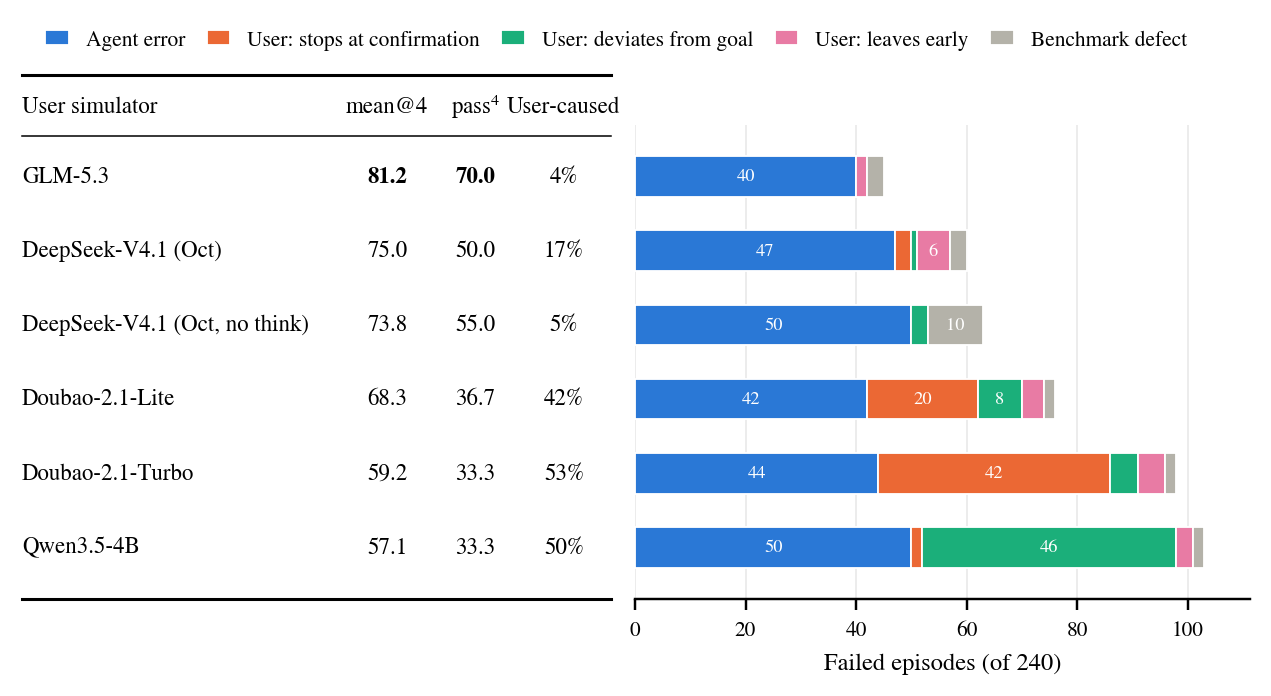 Agent error User: stops at confirmation User: deviates from goal User: leaves early Benchmark defect
User simulator mean@4 pass⁴ User-caused
GLM-5.3 81.2 70.0 4% 40
DeepSeek-V4.1 (Oct) 75.0 50.0 17% 47 6
DeepSeek-V4.1 (Oct, no think) 73.8 55.0 5% 50 10
Doubao-2.1-Lite 68.3 36.7 42% 42 20 8
Doubao-2.1-Turbo 59.2 33.3 53% 44 42
Qwen3.5-4B 57.1 33.3 50% 50 46
0 20 40 60 80 100
Failed episodes (of 240)